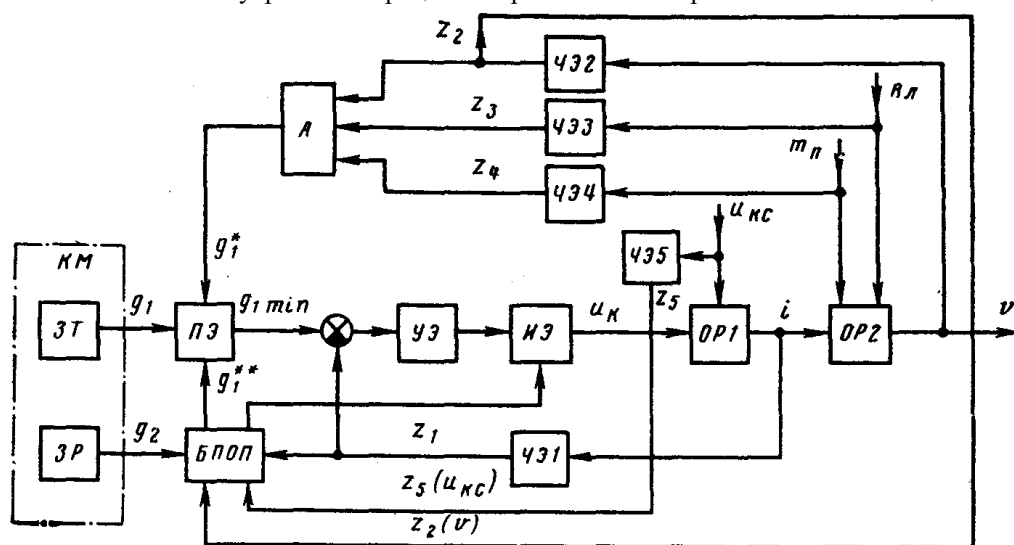 Z2
ЧЭ2
Rл
A
Z3
ЧЭ3
mп
Z4
ЧЭ4
uкс
g1*
ЧЭ5
КМ
Z5
ЗТ
g1
ПЭ
g1 min
УЭ
ИЭ
uк
ОР1
i
ОР2
v
g1**
ЗР
g2
БПОП
Z1
ЧЭ1
Z5(uкс)
Z2(v)